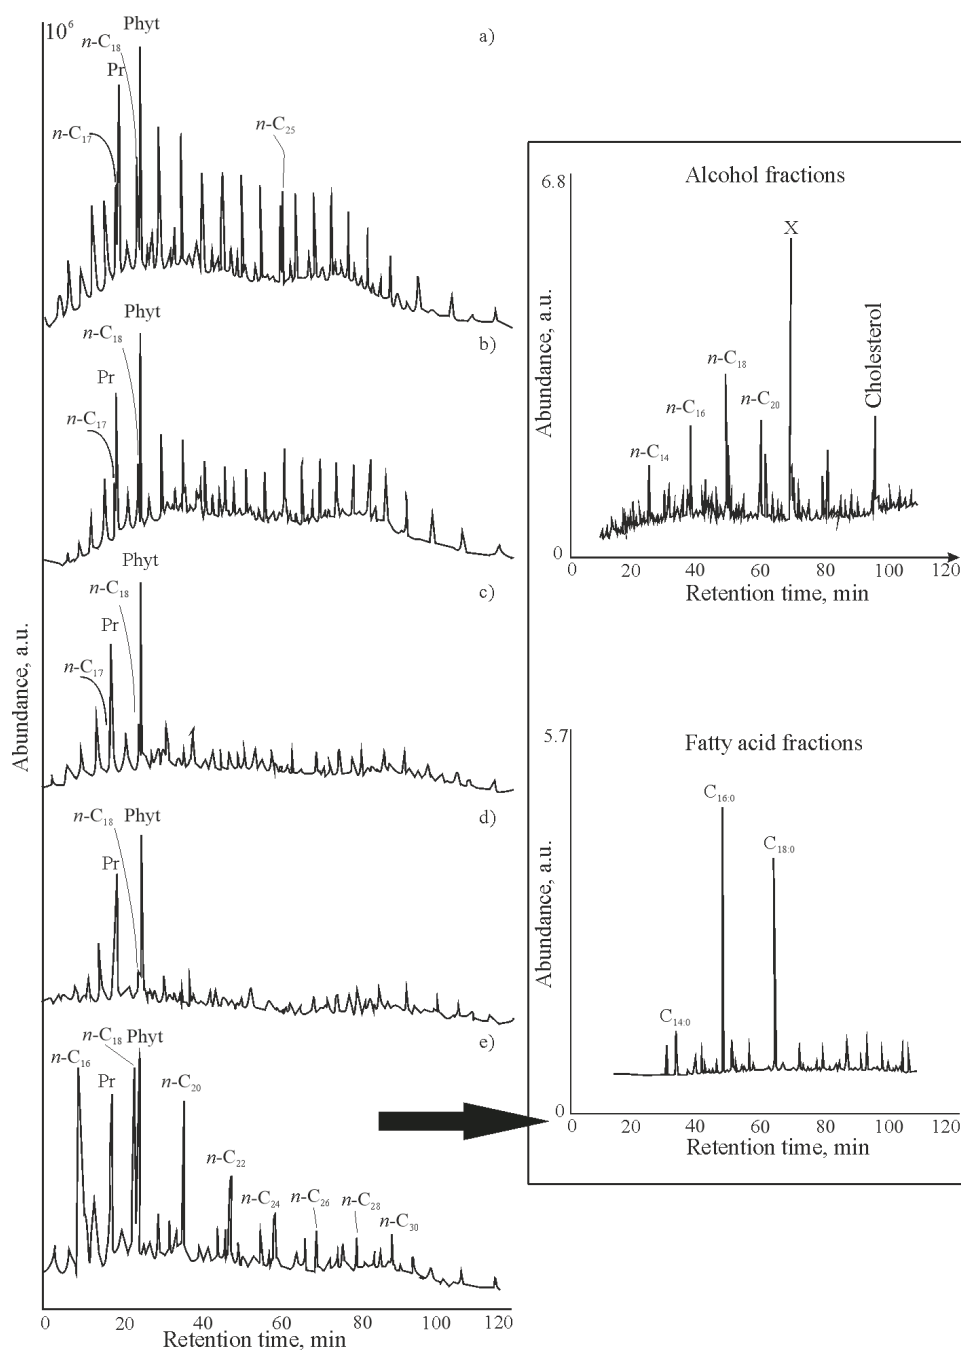 10⁶
Phyt
a)
n-C₁₈
Pr
n-C₁₇
n-C₂₅
Phyt
n-C₁₈
b)
Pr
n-C₁₇
Phyt
n-C₁₈
c)
Pr
n-C₁₇
Phyt
n-C₁₈
d)
Pr
n-C₁₈
Phyt
e)
n-C₁₆
Pr
n-C₂₀
n-C₂₂
n-C₂₄
n-C₂₆
n-C₂₈
n-C₃₀
0 20 40 60 80 100 120
Retention time, min
Abundance, a.u.
6.8
Alcohol fractions
X
n-C₁₈
n-C₂₀
n-C₁₆
n-C₁₄
Cholesterol
Abundance, a.u.
0
0 20 40 60 80 100 120
Retention time, min
5.7
Fatty acid fractions
C₁₆:₀
C₁₈:₀
C₁₄:₀
Abundance, a.u.
0
0 20 40 60 80 100 120
Retention time, min